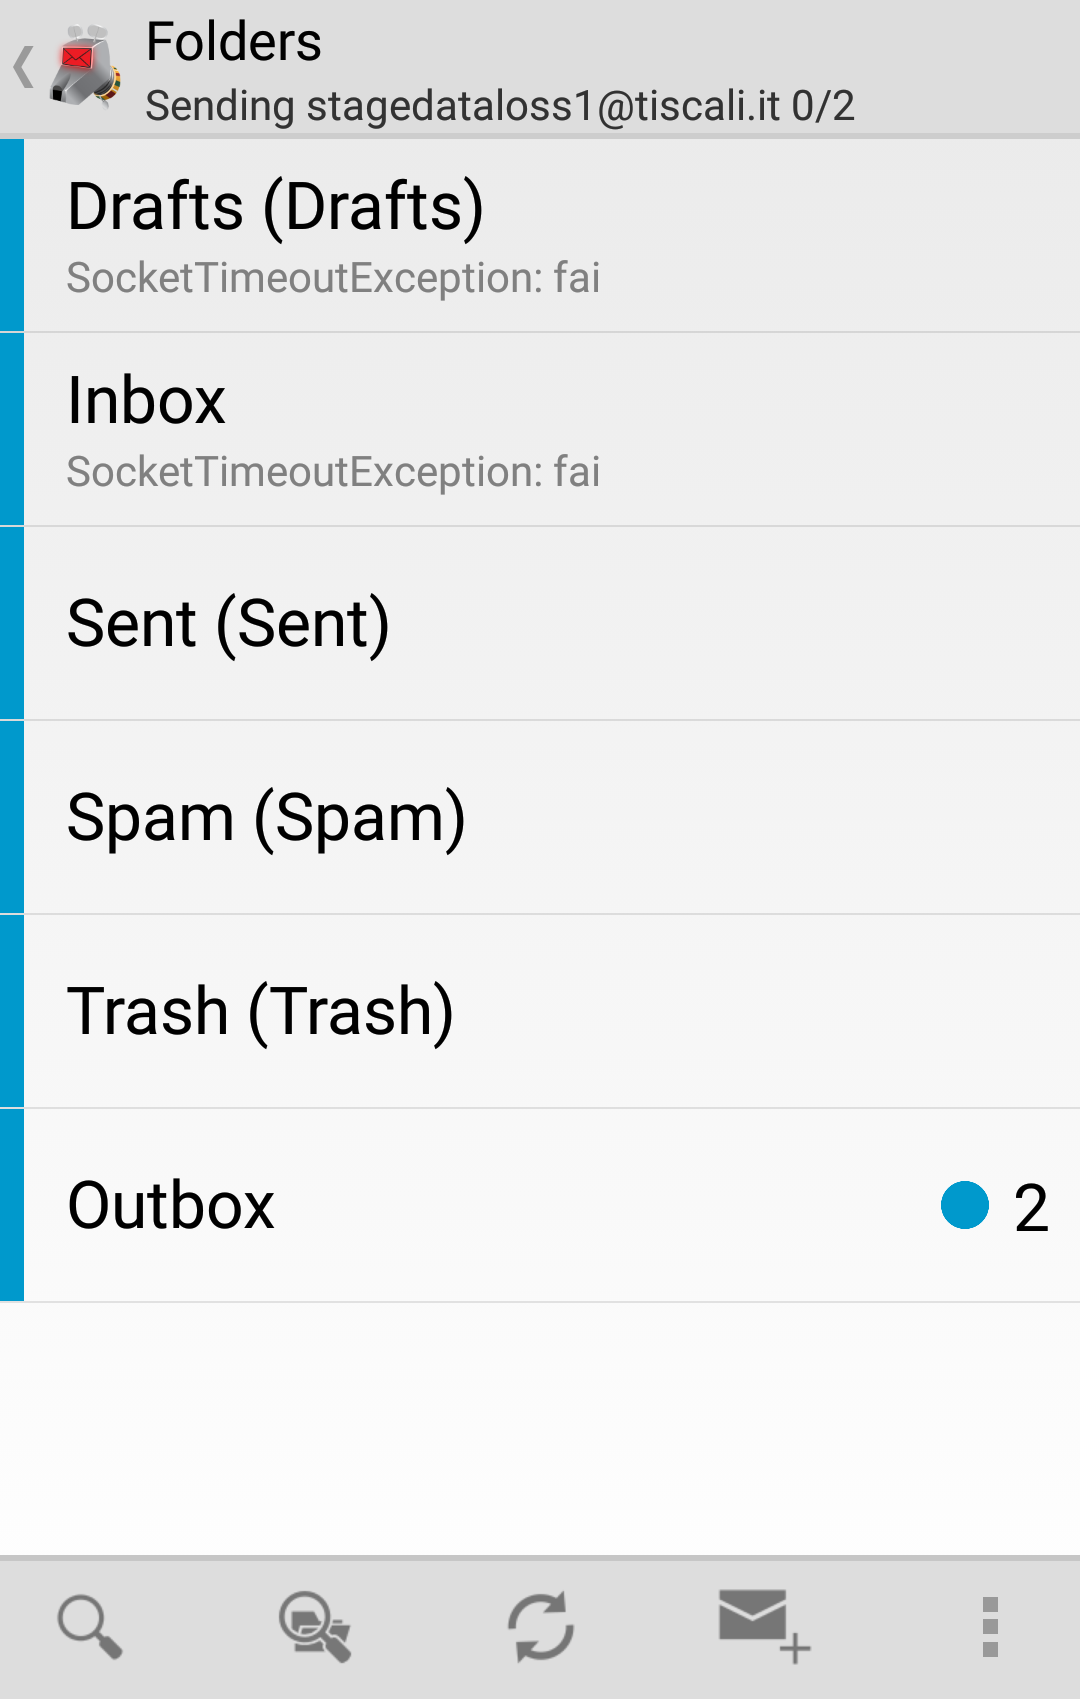 Folders
Sending stagedataloss1@tiscali.it 0/2
Drafts (Drafts)
SocketTimeoutException: fai
Inbox
SocketTimeoutException: fai
Sent (Sent)
Spam (Spam)
Trash (Trash)
Outbox 2